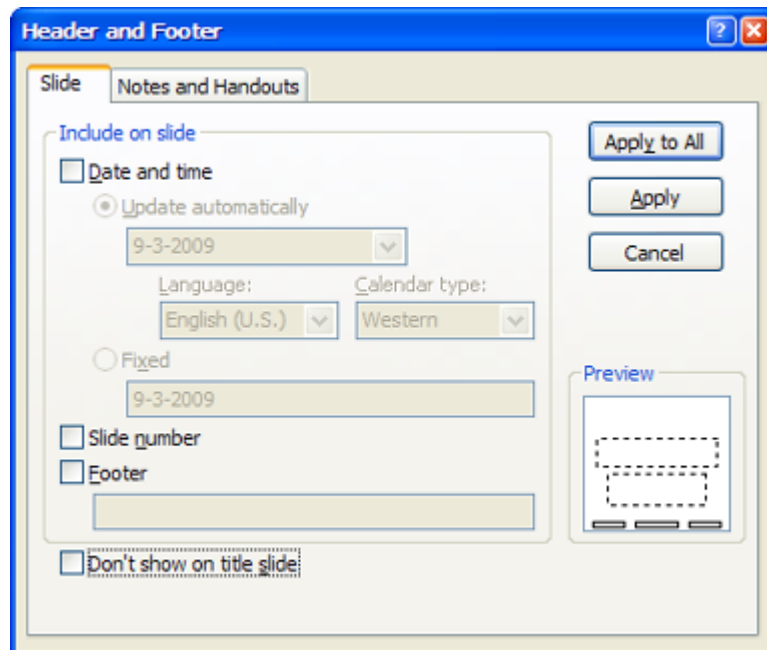 Header and Footer
Slide
Notes and Handouts
Include on slide
Date and time
Update automatically
9-3-2009
Language:
Calendar type:
English (U.S.)
Western
Fixed
9-3-2009
Slide number
Footer
Don't show on title slide
Apply to All
Apply
Cancel
Preview